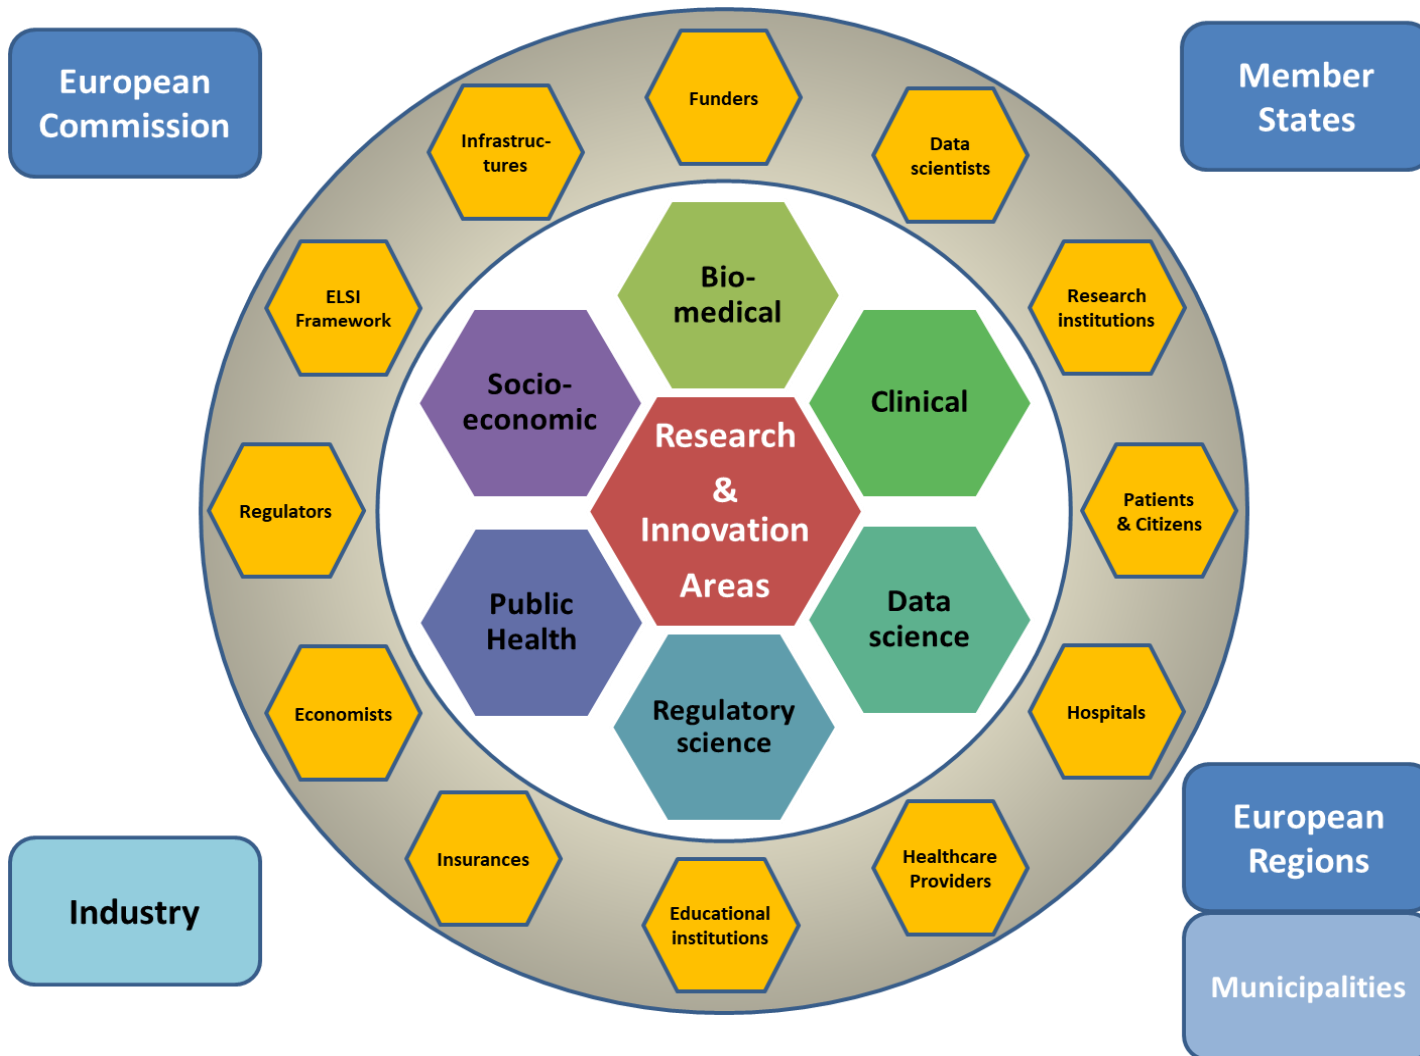 European
Commission
Member
States
Funders
Infrastruc-
tures
Data
scientists
ELSI
Framework
Research
institutions
Bio-
medical
Socio-
economic
Clinical
Research
&
Innovation
Areas
Regulators
Patients
& Citizens
Public
Health
Data
science
Regulatory
science
Economists
Hospitals
Insurances
Healthcare
Providers
Educational
institutions
Industry
European
Regions
Municipalities